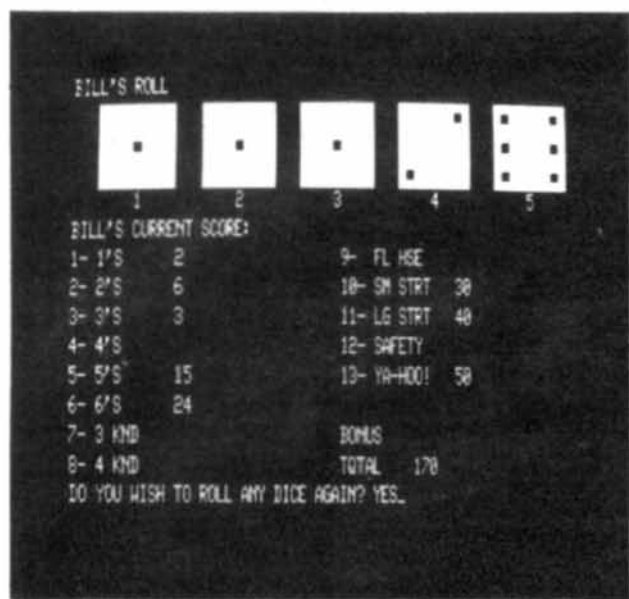 BILL'S ROLL
1 2 3 4 5
BILL'S CURRENT SCORE:
1- 1'S 2 9- FL HSE
2- 2'S 6 10- SM STRT 30
3- 3'S 3 11- LG STRT 40
4- 4'S 12- SAFETY
5- 5'S 15 13- YA-HOO! 50
6- 6'S 24
7- 3 KND BONUS
8- 4 KND TOTAL 170
DO YOU WISH TO ROLL ANY DICE AGAIN? YES_